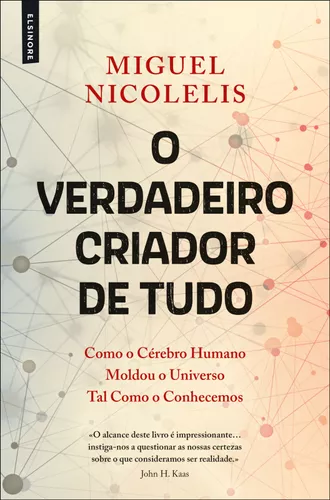 ELSINORE
MIGUEL
NICOLELIS
O
VERDADEIRO
CRIADOR
DE TUDO
Como o Cérebro Humano
Moldou o Universo
Tal Como o Conhecemos
«O alcance deste livro é impressionante…
instiga-nos a questionar as nossas certezas
sobre o que consideramos ser realidade.»
John H. Kaas